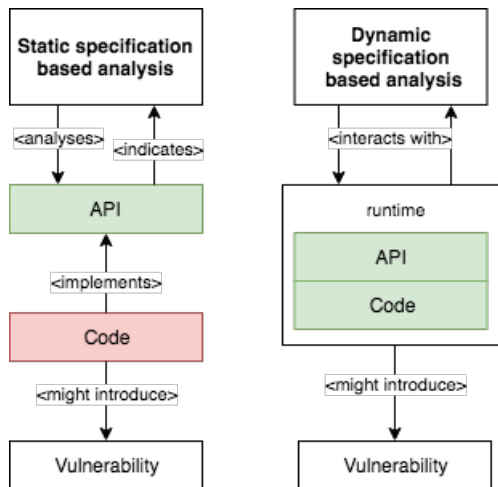 Static specification
based analysis
<analyses>
<indicates>
API
<implements>
Code
<might introduce>
Vulnerability
Dynamic
specification
based analysis
<interacts with>
runtime
API
Code
<might introduce>
Vulnerability